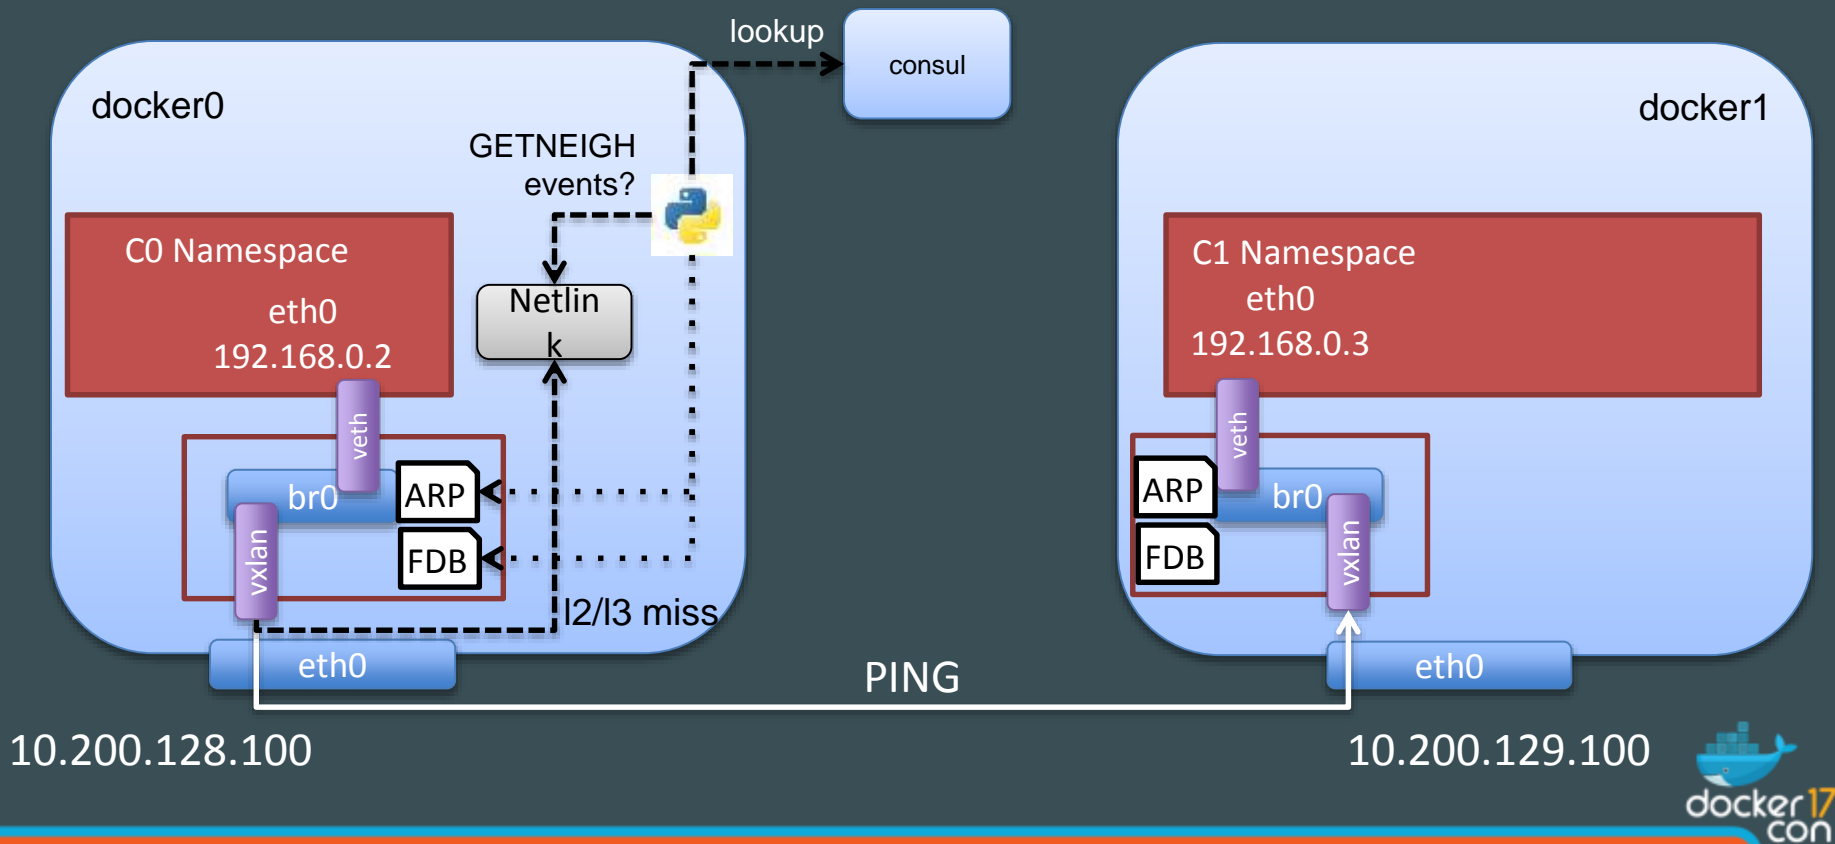 lookup
consul
docker0
GETNEIGH
events?
C0 Namespace
eth0
192.168.0.2
Netlin
k
veth
br0
ARP
FDB
vxlan
l2/l3 miss
eth0
10.200.128.100
PING
docker1
C1 Namespace
eth0
192.168.0.3
veth
ARP
br0
FDB
vxlan
eth0
10.200.129.100
docker 17
con